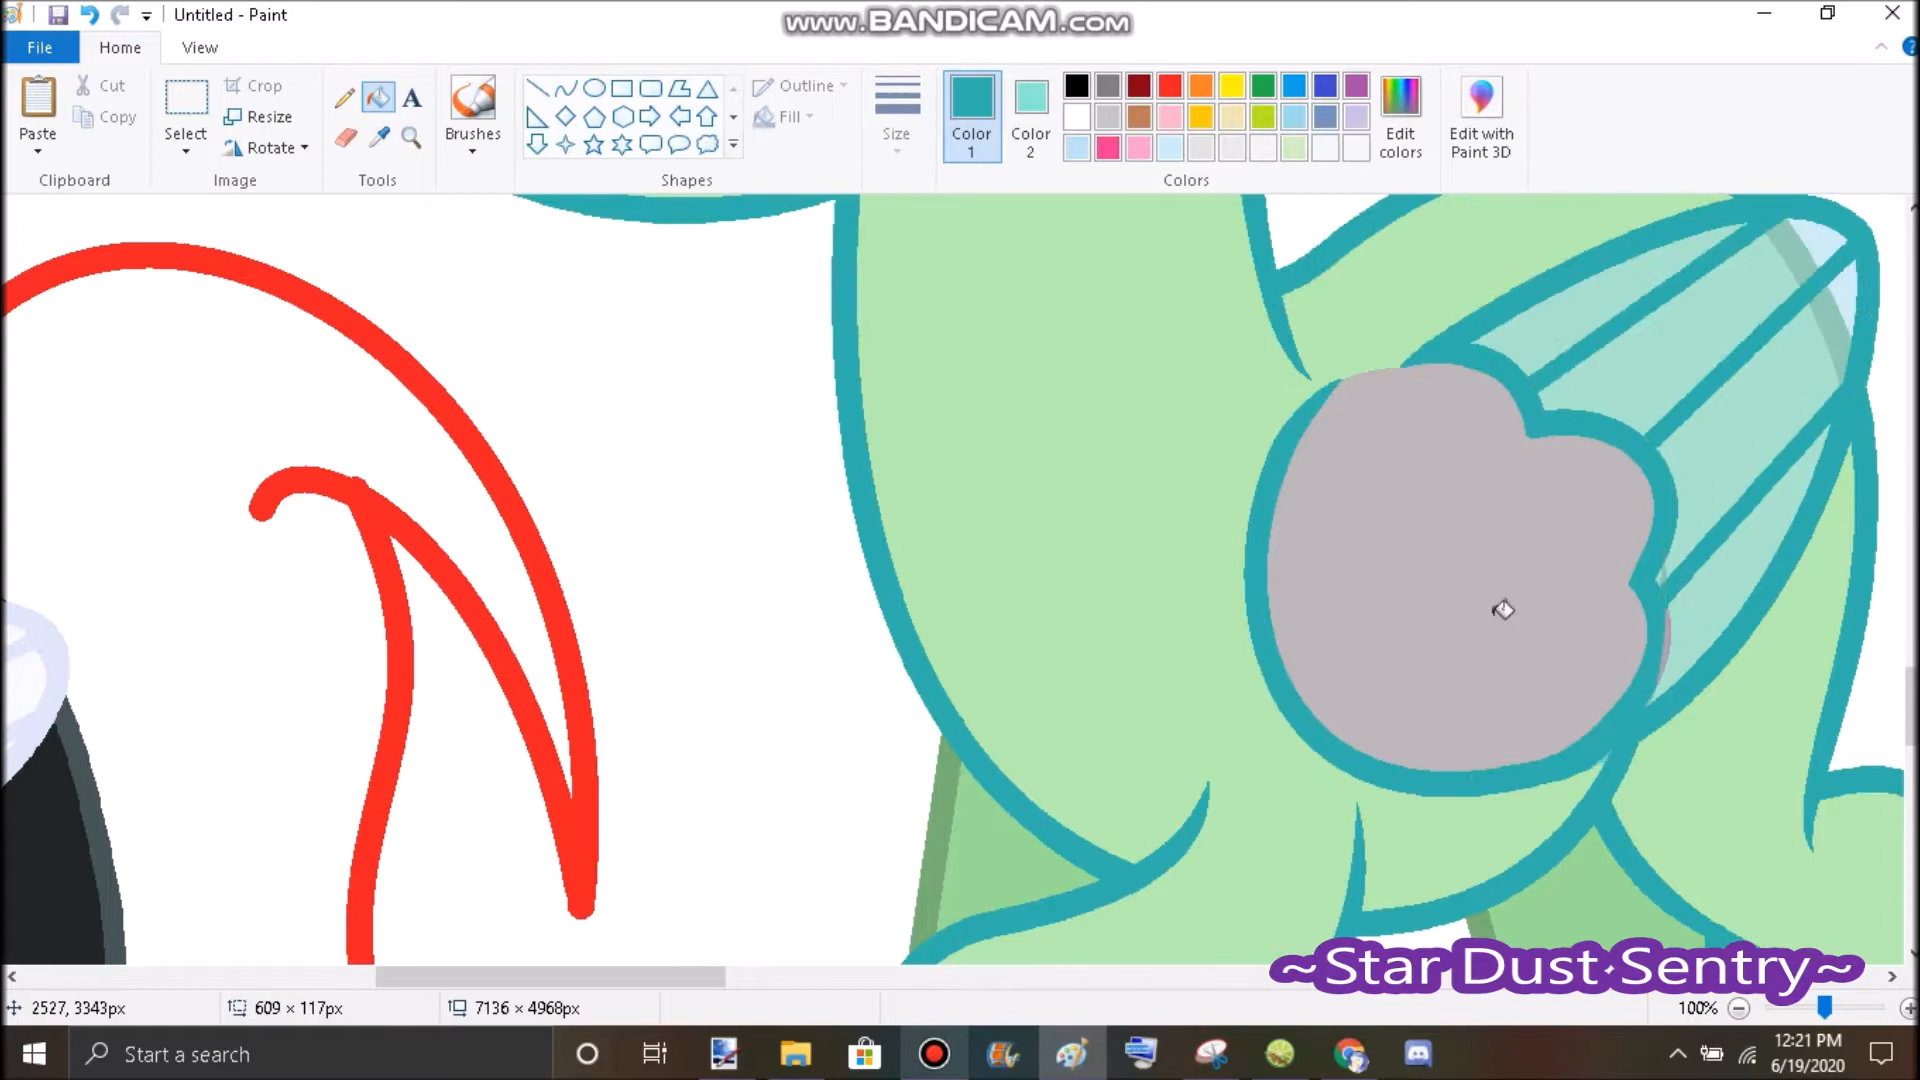 Untitled - Paint
www.BANDICAM.com
File Home View
Paste Cut Copy Clipboard
Select Crop Resize Rotate Image
A
Tools
Brushes
Outline Fill
Shapes
Size
Color 1
Color 2
Colors
Edit colors
Edit with Paint 3D
~Star Dust Sentry~
2527, 3343px
609 × 117px
7136 × 4968px
100%
Start a search
12:21 PM
6/19/2020